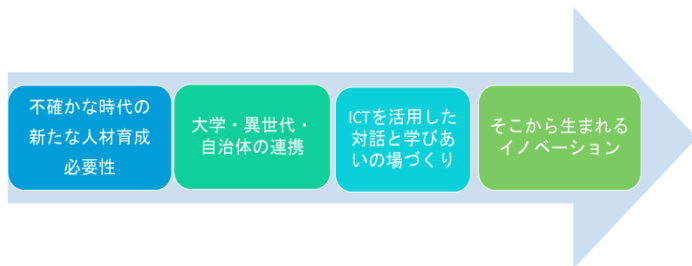 不確かな時代の
新たな人材育成
必要性
大学・異世代・
自治体の連携
ICTを活用した
対話と学びあ
いの場づくり
そこから生まれる
イノベーション